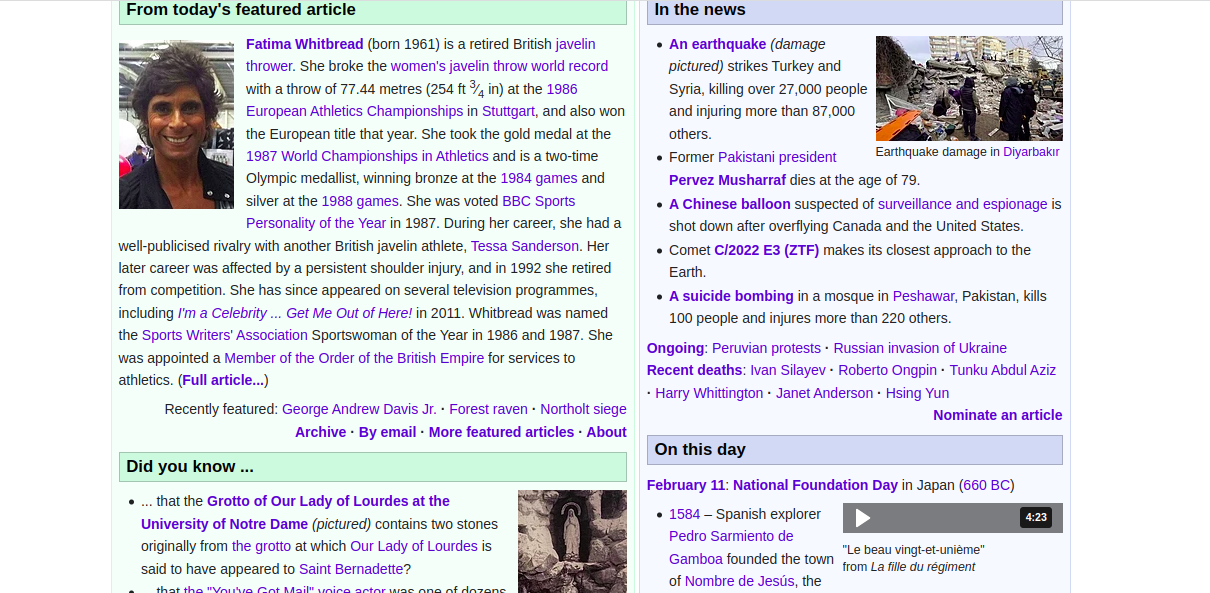 From today's featured article
Fatima Whitbread (born 1961) is a retired British javelin
thrower. She broke the women's javelin throw world record
with a throw of 77.44 metres (254 ft 3⁄4 in) at the 1986
European Athletics Championships in Stuttgart, and also won
the European title that year. She took the gold medal at the
1987 World Championships in Athletics and is a two-time
Olympic medallist, winning bronze at the 1984 games and
silver at the 1988 games. She was voted BBC Sports
Personality of the Year in 1987. During her career, she had a
well-publicised rivalry with another British javelin athlete, Tessa Sanderson. Her
later career was affected by a persistent shoulder injury, and in 1992 she retired
from competition. She has since appeared on several television programmes,
including I'm a Celebrity ... Get Me Out of Here! in 2011. Whitbread was named
the Sports Writers' Association Sportswoman of the Year in 1986 and 1987. She
was appointed a Member of the Order of the British Empire for services to
athletics. (Full article...)
Recently featured: George Andrew Davis Jr. · Forest raven · Northolt siege
Archive · By email · More featured articles · About
Did you know ...
• ... that the Grotto of Our Lady of Lourdes at the
University of Notre Dame (pictured) contains two stones
originally from the grotto at which Our Lady of Lourdes is
said to have appeared to Saint Bernadette?
• ... that the "You've Got Mail" voice actor was one of dozens
In the news
• An earthquake (damage
pictured) strikes Turkey and
Syria, killing over 27,000 people
and injuring more than 87,000
others.
Earthquake damage in Diyarbakır
• Former Pakistani president
Pervez Musharraf dies at the age of 79.
• A Chinese balloon suspected of surveillance and espionage is
shot down after overflying Canada and the United States.
• Comet C/2022 E3 (ZTF) makes its closest approach to the
Earth.
• A suicide bombing in a mosque in Peshawar, Pakistan, kills
100 people and injures more than 220 others.
Ongoing: Peruvian protests · Russian invasion of Ukraine
Recent deaths: Ivan Silayev · Roberto Ongpin · Tunku Abdul Aziz
· Harry Whittington · Janet Anderson · Hsing Yun
Nominate an article
On this day
February 11: National Foundation Day in Japan (660 BC)
• 1584 – Spanish explorer
Pedro Sarmiento de
Gamboa founded the town
of Nombre de Jesús, the
4:23
"Le beau vingt-et-unième"
from La fille du régiment